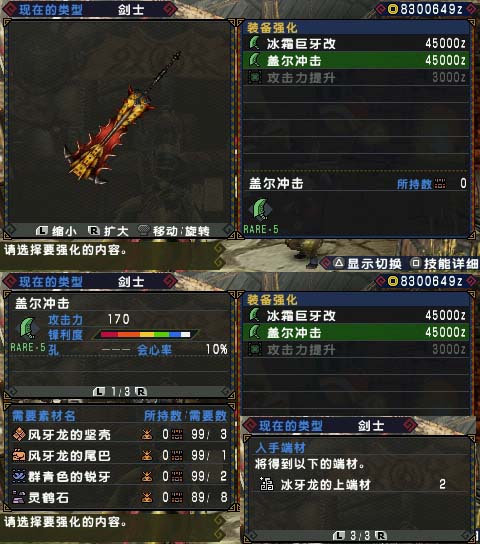 现在的类型 剑士
8300649z
装备强化
冰霜巨牙改 45000z
盖尔冲击 45000z
攻击力提升 3000z
盖尔冲击 所持数 0
RARE-5
L 缩小 R 扩大 移动/旋转
请选择要强化的内容。
△显示切换 □技能详细
现在的类型 剑士
8300649z
盖尔冲击
攻击力 170
RARE-5
锋利度
孔 --- 会心率 10%
L 1/3 R
装备强化
冰霜巨牙改 45000z
盖尔冲击 45000z
攻击力提升 3000z
需要素材名 所持数/需要数
风牙龙的坚壳 0 99/ 3
风牙龙的尾巴 0 99/ 1
群青色的锐牙 0 99/ 2
灵鹤石 0 89/ 8
请选择要强化的内容。
现在的类型 剑士
入手端材
将得到以下的端材。
冰牙龙的上端材 2
L 3/3 R